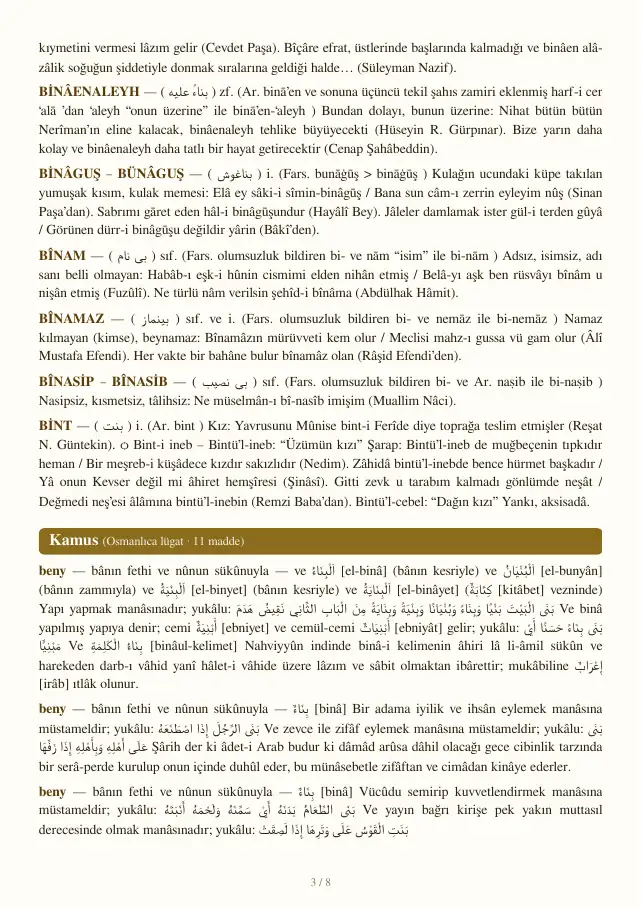 kıymetini vermesi lâzım gelir (Cevdet Paşa). Bîçâre efrat, üstlerinde başlarında kalmadığı ve binâen alâ-
zâlik soğuğun şiddetiyle donmak sıralarına geldiği halde… (Süleyman Nazif).
BİNÂENALEYH — ( بناءً عليه ) zf. (Ar. binā’en ve sonuna üçüncü tekil şahıs zamiri eklenmiş harf-i cer
‘alā ’dan ‘aleyh “onun üzerine” ile binā’en-‘aleyh ) Bundan dolayı, bunun üzerine: Nihat bütün bütün
Nerîman’ın eline kalacak, binâenaleyh tehlike büyüyecekti (Hüseyin R. Gürpınar). Bize yarın daha
kolay ve binâenaleyh daha tatlı bir hayat getirecektir (Cenap Şahâbeddin).
BİNÂGUŞ – BÜNÂGUŞ — ( بناغوش ) i. (Fars. bunāgūş > bināgūş ) Kulağın ucundaki küpe takılan
yumuşak kısım, kulak memesi: Elâ ey sâki-i sîmin-binâgûş / Bana sun câm-ı zerrin eyleyim nûş (Sinan
Paşa’dan). Sabrımı gāret eden hâl-i binâgûşundur (Hayâlî Bey). Jâleler damlamak ister gül-i terden gûyâ
/ Görünen dürr-i binâgûşu değildir yârin (Bâkî’den).
BÎNAM — ( بى نام ) sıf. (Fars. olumsuzluk bildiren bi- ve nām “isim” ile bi-nām ) Adsız, isimsiz, adı
sanı belli olmayan: Habâb-ı eşk-i hûnin cismimi elden nihân etmiş / Belâ-yı aşk ben rüsvâyı bînâm u
nişân etmiş (Fuzûlî). Ne türlü nâm verilsin şehîd-i bînâma (Abdülhak Hâmit).
BÎNAMAZ — ( بينماز ) sıf. ve i. (Fars. olumsuzluk bildiren bi- ve nemāz ile bi-nemāz ) Namaz
kılmayan (kimse), beynamaz: Bînamâzın mürüvveti kem olur / Meclisi mahz-ı gussa vü gam olur (Âlî
Mustafa Efendi). Her vakte bir bahâne bulur bînamâz olan (Râşid Efendi’den).
BÎNASİP – BÎNASİB — ( بى نصيب ) sıf. (Fars. olumsuzluk bildiren bi- ve Ar. naṣib ile bi-naṣib )
Nasipsiz, kısmetsiz, tâlihsiz: Ne müselmân-ı bî-nasîb imişim (Muallim Nâci).
BİNT — ( بنت ) i. (Ar. bint ) Kız: Yavrusunu Mûnise bint-i Ferîde diye toprağa teslim etmişler (Reşat
N. Güntekin). ѻ Bint-i ineb – Bintü’l-ineb: “Üzümün kızı” Şarap: Bintü’l-ineb de muğbeçenin tıpkıdır
heman / Bir meşreb-i küşâdece kızdır sakızlıdır (Nedim). Zâhidâ bintü’l-inebde bence hürmet başkadır /
Yâ onun Kevser değil mi âhiret hemşîresi (Şinâsî). Gitti zevk u tarabım kalmadı gönlümde neşât /
Değmedi neş’esi âlâmına bintü’l-inebin (Remzi Baba’dan). Bintü’l-cebel: “Dağın kızı” Yankı, aksisadâ.
Kamus (Osmanlıca lügat · 11 madde)
beny — bânın fethi ve nûnun sükûnuyla — ve اَلْبِنَاءُ [el-binâ] (bânın kesriyle) ve اَلْبُنْيَانُ [el-bunyân]
(bânın zammıyla) ve اَلْبِنْيَةُ [el-binyet] (bânın kesriyle) ve اَلْبِنَايَةُ [el-binâyet] (كِتَابَةٌ [kitâbet] vezninde)
Yapı yapmak manâsınadır; yukâlu: بَنَى الْبَيْتَ بَنْيًا وَبِنَاءً وَبُنْيَانًا وَبِنْيَةً وَبِنَايَةً مِنَ الْبَابِ الثَّانِى نَقِيضُ هَدَمَ Ve binâ
yapılmış yapıya denir; cemi أَبْنِيَةٌ [ebniyet] ve cemül-cemi أَبْنِيَاتٌ [ebniyât] gelir; yukâlu: بَنَى بِنَاءً حَسَنًا أَيْ
مَبْنِيًّا Ve بِنَاءُ الْكَلِمَةِ [binâul-kelimet] Nahviyyûn indinde binâ-i kelimenin âhiri lâ li-âmil sükûn ve
harekeden darb-ı vâhid yanî hâlet-i vâhide üzere lâzım ve sâbit olmaktan ibârettir; mukâbiline إِعْرَابٌ
[irâb] ıtlâk olunur.
beny — bânın fethi ve nûnun sükûnuyla — بِنَاءٌ [binâ] Bir adama iyilik ve ihsân eylemek manâsına
müstameldir; yukâlu: بَنَى الرَّجُلَ إِذَا اصْطَنَعَهُ Ve zevce ile zifâf eylemek manâsına müstameldir; yukâlu: بَنَى
عَلَى أَهْلِهِ وَبِأَهْلِهِ إِذَا زَفَّهَا Şârih der ki âdet-i Arab budur ki dâmâd arûsa dâhil olacağı gece cibinlik tarzında
bir serâ-perde kurulup onun içinde duhûl eder, bu münâsebetle zifâftan ve cimâdan kinâye ederler.
beny — bânın fethi ve nûnun sükûnuyla — بِنَاءٌ [binâ] Vücûdu semirip kuvvetlendirmek manâsına
müstameldir; yukâlu: بَنَى الطَّعَامُ بَدَنَهُ أَيْ سَمَّنَهُ وَلَحْمَهُ أَنْبَتَهُ Ve yayın bağrı kirişe pek yakın muttasıl
derecesinde olmak manâsınadır; yukâlu: بَنَتِ الْقَوْسُ عَلَى وَتَرِهَا إِذَا لَصِقَتْ
3 / 8